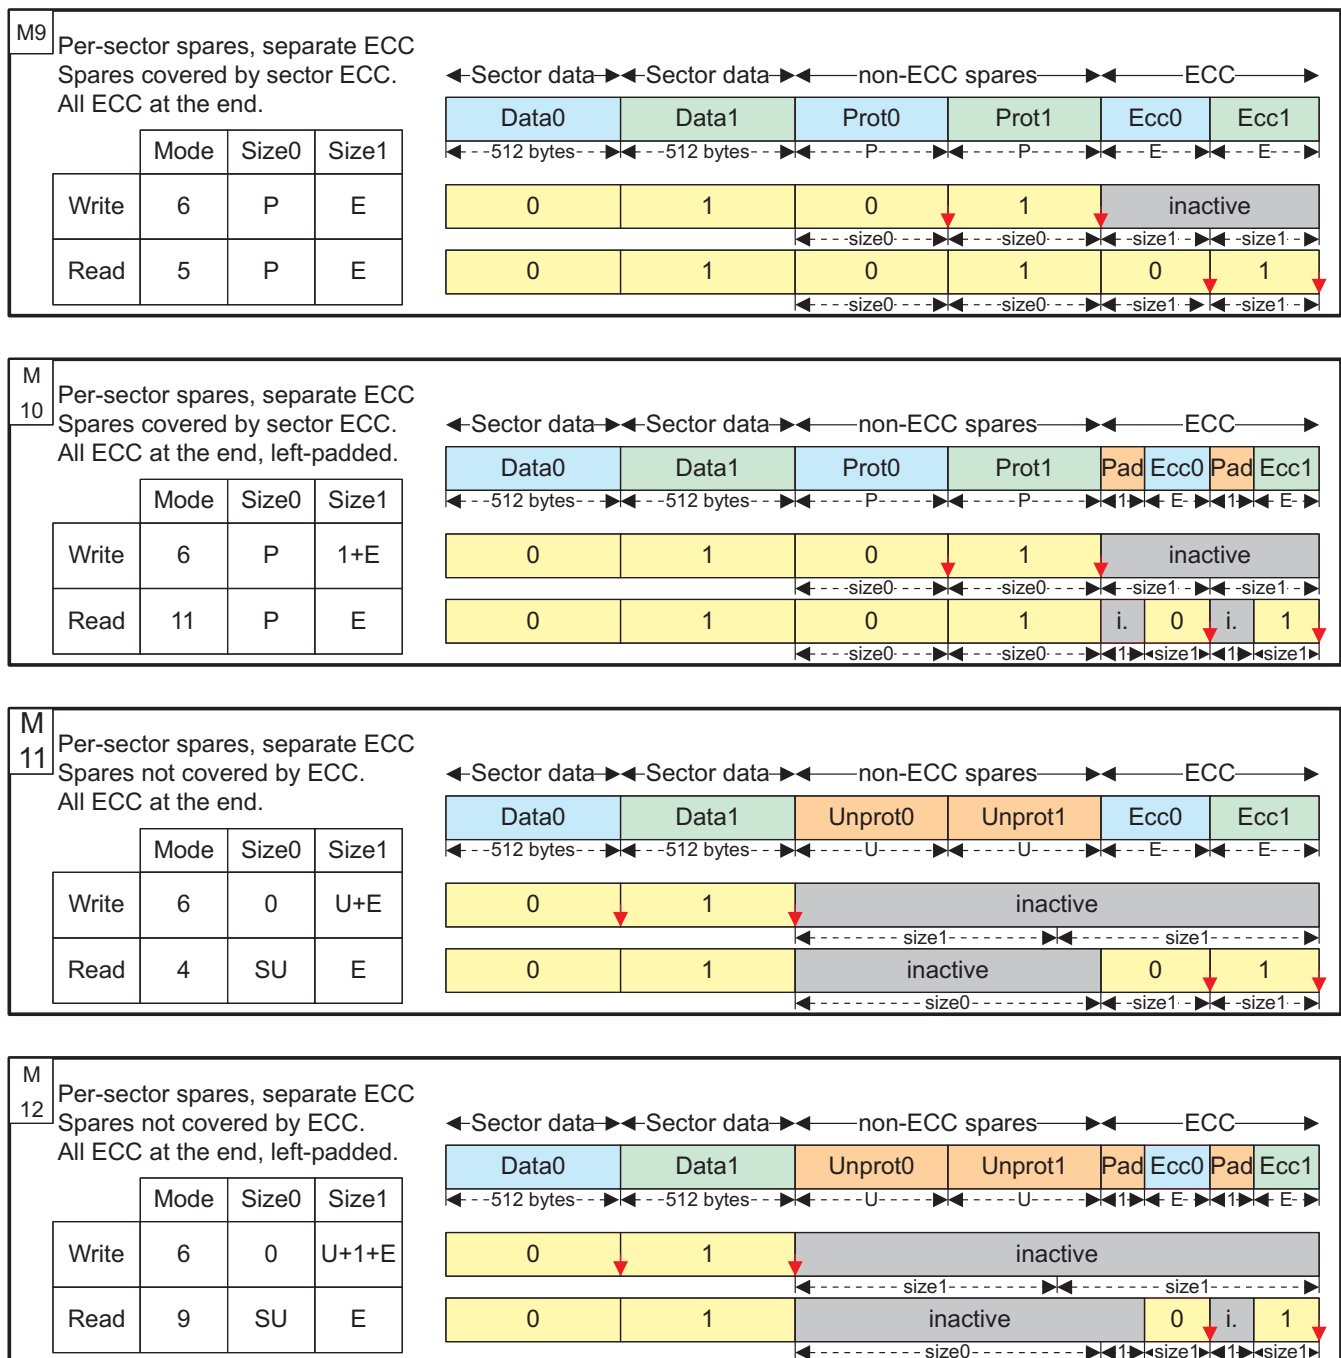 M9
Per-sector spares, separate ECC
Spares covered by sector ECC.
All ECC at the end.
Sector data Sector data non-ECC spares ECC
Data0 Data1 Prot0 Prot1 Ecc0 Ecc1
512 bytes 512 bytes P P E E
Mode Size0 Size1
Write 6 P E
0 1 0 1 inactive
size0 size0 size1 size1
Read 5 P E
0 1 0 1 0 1
size0 size0 size1 size1
M
10
Per-sector spares, separate ECC
Spares covered by sector ECC.
All ECC at the end, left-padded.
Sector data Sector data non-ECC spares ECC
Data0 Data1 Prot0 Prot1 Pad Ecc0 Pad Ecc1
512 bytes 512 bytes P P 1 E 1 E
Mode Size0 Size1
Write 6 P 1+E
0 1 0 1 inactive
size0 size0 size1 size1
Read 11 P E
0 1 0 1 i. 0 i. 1
size0 size0 1 size1 1 size1
M
11
Per-sector spares, separate ECC
Spares not covered by ECC.
All ECC at the end.
Sector data Sector data non-ECC spares ECC
Data0 Data1 Unprot0 Unprot1 Ecc0 Ecc1
512 bytes 512 bytes U U E E
Mode Size0 Size1
Write 6 0 U+E
0 1 inactive
size1 size1
Read 4 SU E
0 1 inactive 0 1
size0 size1 size1
M
12
Per-sector spares, separate ECC
Spares not covered by ECC.
All ECC at the end, left-padded.
Sector data Sector data non-ECC spares ECC
Data0 Data1 Unprot0 Unprot1 Pad Ecc0 Pad Ecc1
512 bytes 512 bytes U U 1 E 1 E
Mode Size0 Size1
Write 6 0 U+1+E
0 1 inactive
size1 size1
Read 9 SU E
0 1 inactive 0 i. 1
size0 1 size1 1 size1